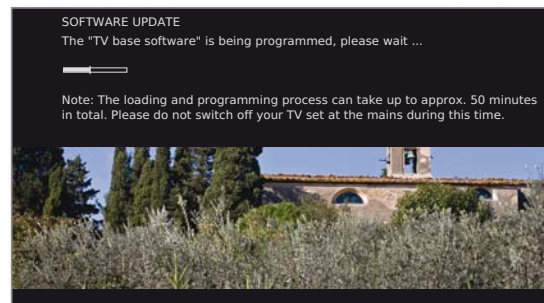 SOFTWARE UPDATE
The "TV base software" is being programmed, please wait ...
Note: The loading and programming process can take up to approx. 50 minutes
in total. Please do not switch off your TV set at the mains during this time.